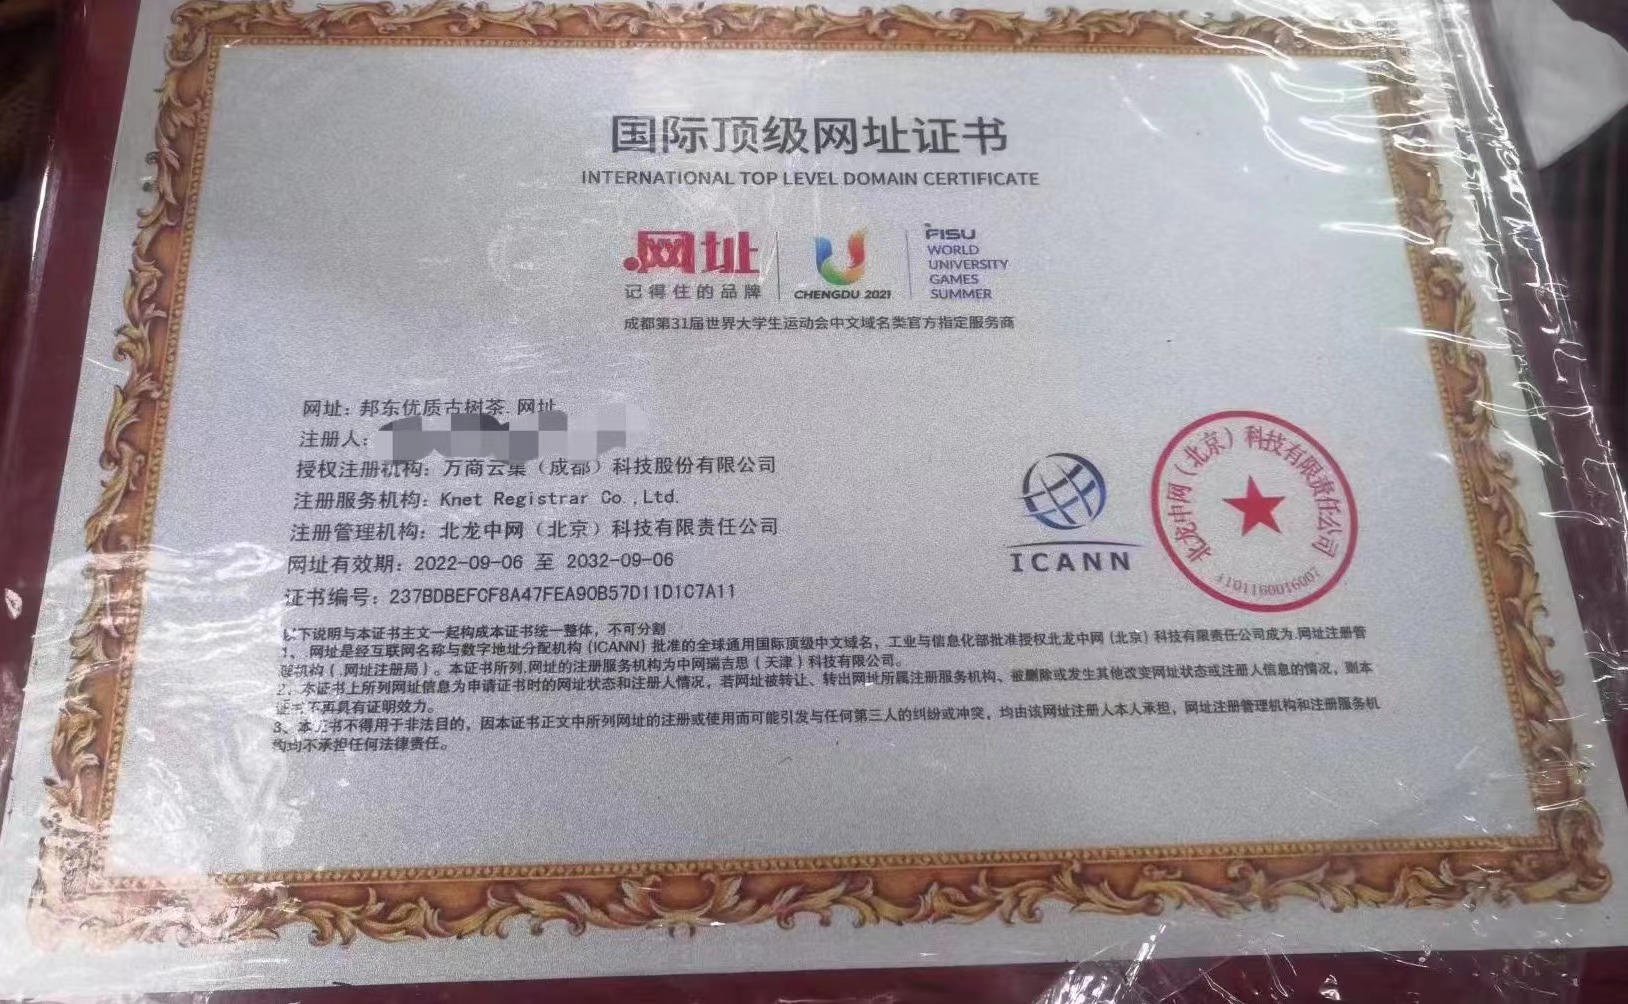 国际顶级网址证书
INTERNATIONAL TOP LEVEL DOMAIN CERTIFICATE
.网址
记得住的品牌
CHENGDU 2021
FISU
WORLD
UNIVERSITY
GAMES
SUMMER
成都第31届世界大学生运动会中文域名类官方指定服务商
网址：邦东优质古树茶.网址
注册人：
授权注册机构：万商云集（成都）科技股份有限公司
注册服务机构：Knet Registrar Co.,Ltd.
注册管理机构：北龙中网（北京）科技有限责任公司
网址有效期：2022-09-06 至 2032-09-06
证书编号：237BDBEFCF8A47FEA90B57D11D1C7A11
ICANN
北龙中网（北京）科技有限责任公司
1101160016007
以下说明与本证书主文一起构成本证书统一整体，不可分割
1、.网址是经互联网名称与数字地址分配机构(ICANN)批准的全球通用国际顶级中文域名，工业与信息化部批准授权北龙中网(北京)科技有限责任公司成为.网址注册管
理机构(.网址注册局)。本证书所列.网址的注册服务机构为中网瑞吉思(天津)科技有限公司。
2、本证书上所列网址信息为申请证书时的网址状态和注册人情况，若网址被转让、转出网址所属注册服务机构、被删除或发生其他改变网址状态或注册人信息的情况，则本
证书不再具有证明效力。
3、本证书不得用于非法目的，因本证书正文中所列网址的注册或使用而可能引发与任何第三人的纠纷或冲突，均由该网址注册人本人承担，网址注册管理机构和注册服务机
构均不承担任何法律责任。